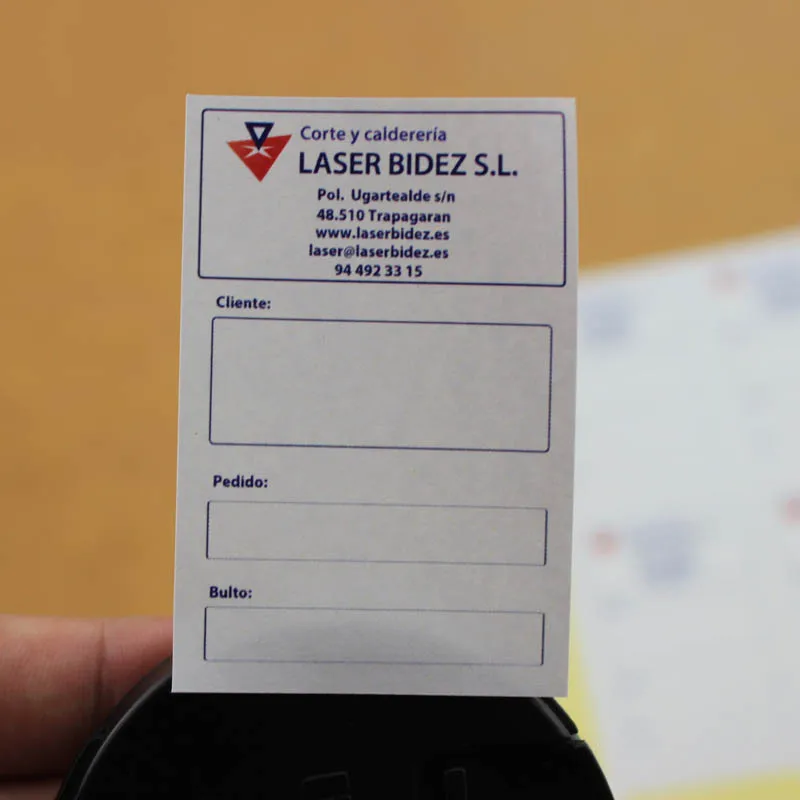 Corte y calderería
LASER BIDEZ S.L.
Pol. Ugartealde s/n
48.510 Trapagaran
www.laserbidez.es
laser@laserbidez.es
94 492 33 15
Cliente:
Pedido:
Bulto: